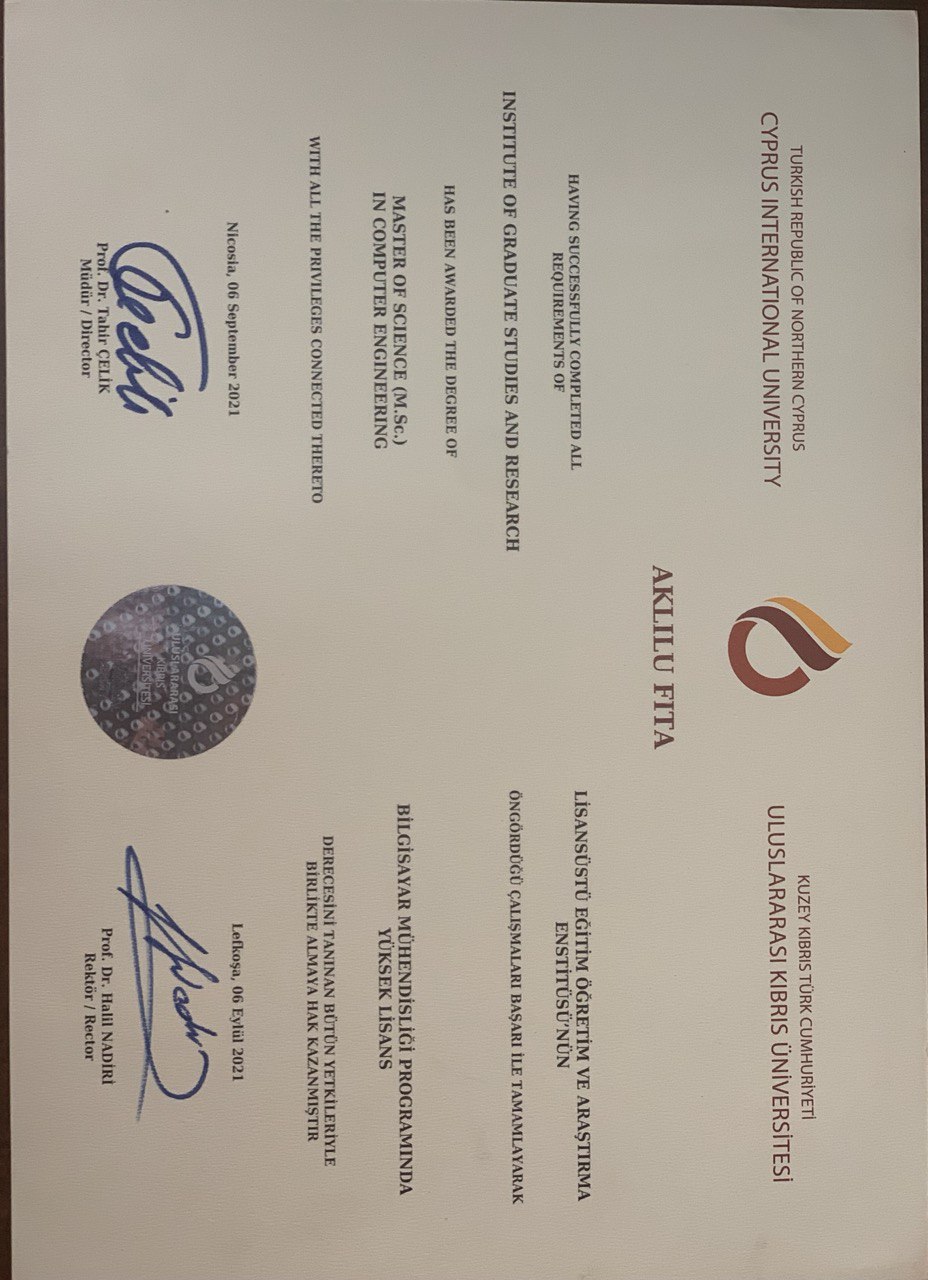 TURKISH REPUBLIC OF NORTHERN CYPRUS
CYPRUS INTERNATIONAL UNIVERSITY
KUZEY KIBRIS TÜRK CUMHURİYETİ
ULUSLARARASI KIBRIS ÜNİVERSİTESİ
AKLILU FITA
HAVING SUCCESSFULLY COMPLETED ALL
REQUIREMENTS OF
INSTITUTE OF GRADUATE STUDIES AND RESEARCH
HAS BEEN AWARDED THE DEGREE OF
MASTER OF SCIENCE (M.Sc.)
IN COMPUTER ENGINEERING
WITH ALL THE PRIVILEGES CONNECTED THERETO
Nicosia, 06 September 2021
Prof. Dr. Tahir ÇELİK
Müdür / Director
LİSANSÜSTÜ EĞİTİM ÖĞRETİM VE ARAŞTIRMA
ENSTİTÜSÜ'NÜN
ÖNGÖRDÜĞÜ ÇALIŞMALARI BAŞARI İLE TAMAMLAYARAK
BİLGİSAYAR MÜHENDİSLİĞİ PROGRAMINDA
YÜKSEK LİSANS
DERECESİNİ TANINAN BÜTÜN YETKİLERİYLE
BİRLİKTE ALMAYA HAK KAZANMIŞTIR
Lefkoşa, 06 Eylül 2021
Prof. Dr. Halil NADİRİ
Rektör / Rector
ULUSLARARASI
KIBRIS
ÜNİVERSİTESİ